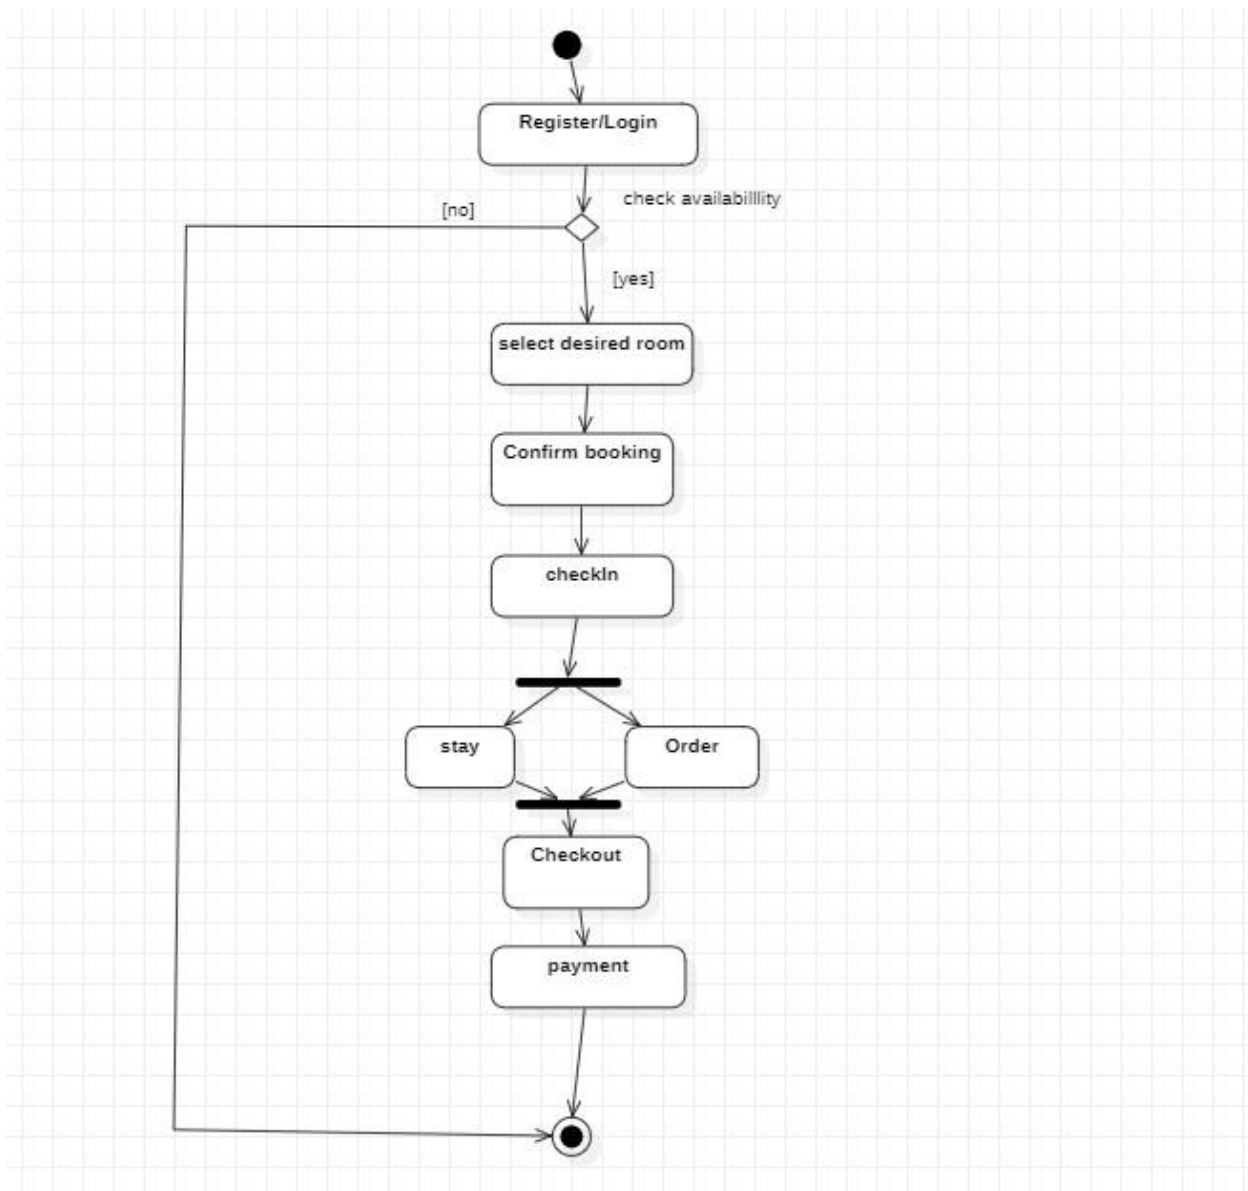 Register/Login
check availabilllity
[no]
[yes]
select desired room
Confirm booking
checkIn
stay
Order
Checkout
payment